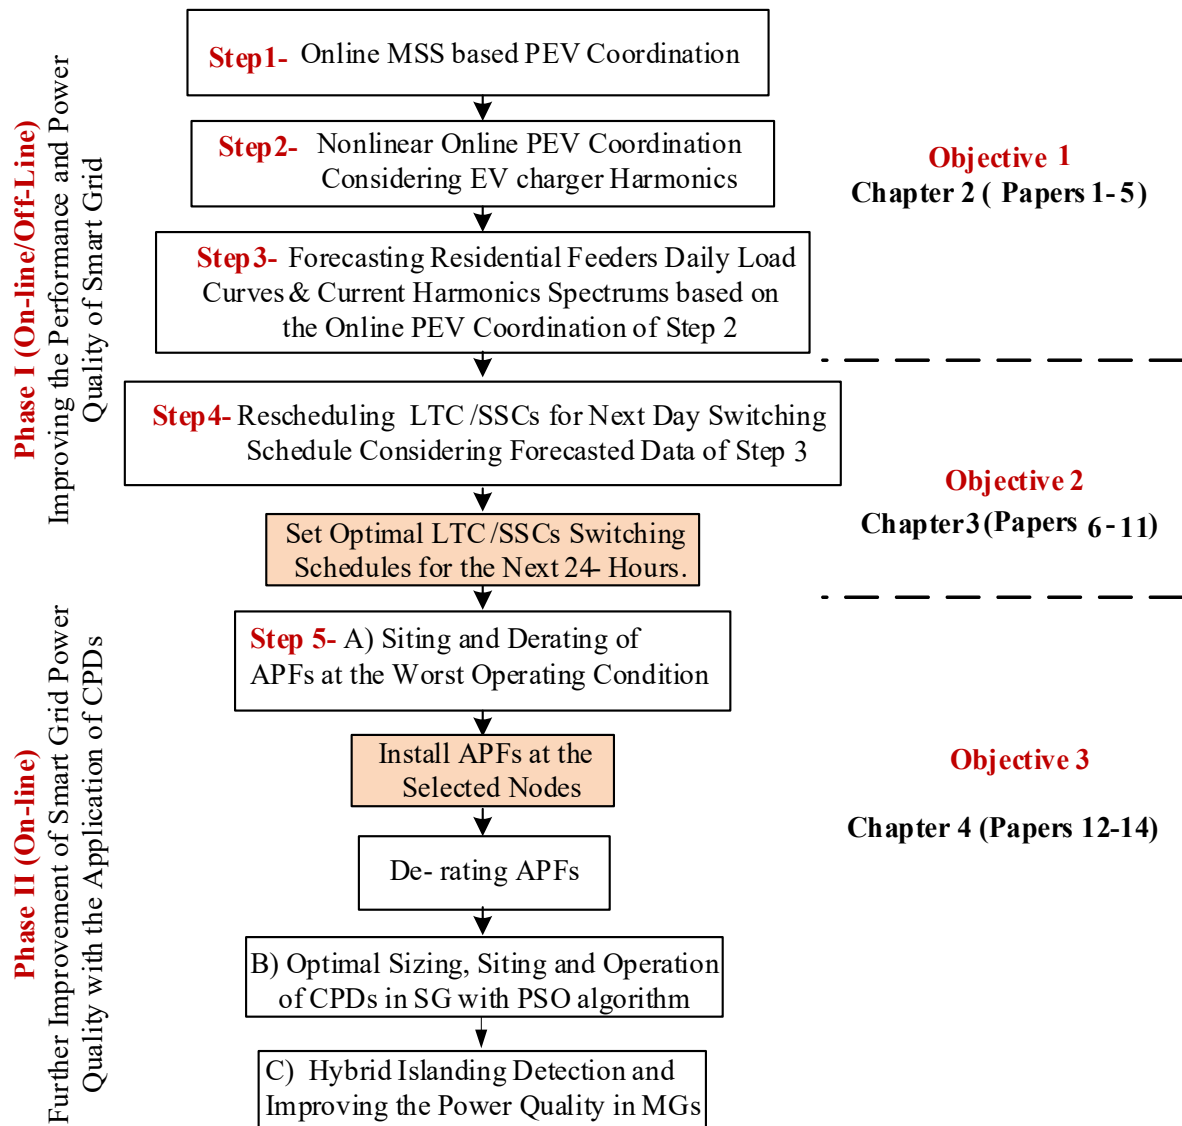 Phase I (On-line/Off-Line)
Improving the Performance and Power
Quality of Smart Grid
Step1- Online MSS based PEV Coordination
Step2- Nonlinear Online PEV Coordination
Considering EV charger Harmonics
Step3- Forecasting Residential Feeders Daily Load
Curves & Current Harmonics Spectrums based on
the Online PEV Coordination of Step 2
Objective 1
Chapter 2 ( Papers 1-5)
Step4- Rescheduling LTC/SSCs for Next Day Switching
Schedule Considering Forecasted Data of Step 3
Set Optimal LTC/SSCs Switching
Schedules for the Next 24- Hours.
Objective 2
Chapter3(Papers 6-11)
Phase II (On-line)
Further Improvement of Smart Grid Power
Quality with the Application of CPDs
Step 5- A) Siting and Derating of
APFs at the Worst Operating Condition
Install APFs at the
Selected Nodes
De- rating APFs
B) Optimal Sizing, Siting and Operation
of CPDs in SG with PSO algorithm
C) Hybrid Islanding Detection and
Improving the Power Quality in MGs
Objective 3
Chapter 4 (Papers 12-14)